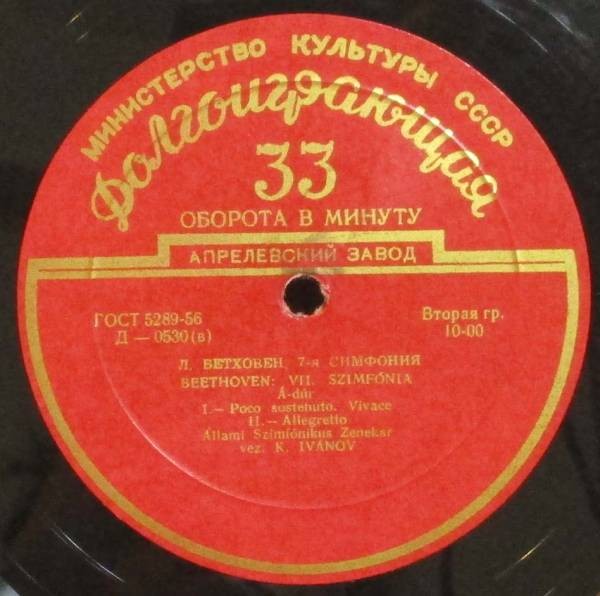 МИНИСТЕРСТВО КУЛЬТУРЫ СССР
Долгоиграющая
33
ОБОРОТА В МИНУТУ
АПРЕЛЕВСКИЙ ЗАВОД
ГОСТ 5289-56
Д — 0530(в)
Вторая гр.
10-00
Л. БЕТХОВЕН, 7-я СИМФОНИЯ
BEETHOVEN: VII. SZIMFÓNIA
Á-dúr
I.— Poco sostenuto. Vivace
II.— Allegretto
Állami Szimfónikus Zenekar
vez. K. IVÁNOV